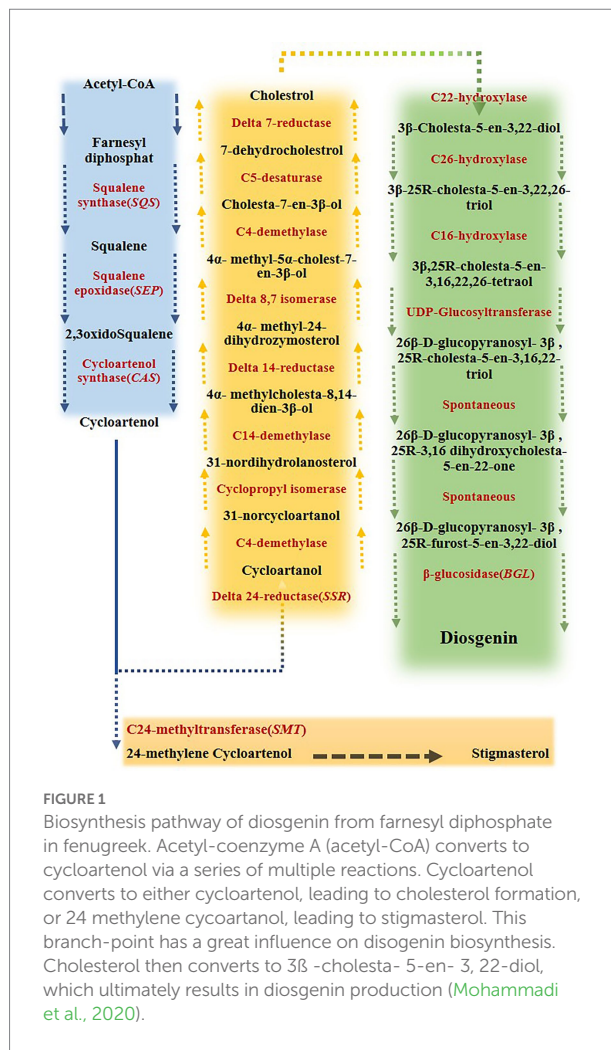 Acetyl-CoA
Farnesyl
diphosphat
Squalene
synthase(SQS)
Squalene
Squalene
epoxidase(SEP)
2,3oxidoSqualene
Cycloartenol
synthase(CAS)
Cycloartenol
Cholestrol
Delta 7-reductase
7-dehydrocholestrol
C5-desaturase
Cholesta-7-en-3β-ol
C4-demethylase
4α- methyl-5α-cholest-7-
en-3β-ol
Delta 8,7 isomerase
4α- methyl-24-
dihydrozymosterol
Delta 14-reductase
4α- methylcholesta-8,14-
dien-3β-ol
C14-demethylase
31-nordihydrolanosterol
Cyclopropyl isomerase
31-norcycloartanol
C4-demethylase
Cycloartanol
Delta 24-reductase(SSR)
C22-hydroxylase
3β-Cholesta-5-en-3,22-diol
C26-hydroxylase
3β-25R-cholesta-5-en-3,22,26-
triol
C16-hydroxylase
3β,25R-cholesta-5-en-
3,16,22,26-tetraol
UDP-Glucosyltransferase
26β-D-glucopyranosyl- 3β ,
25R-cholesta-5-en-3,16,22-
triol
Spontaneous
26β-D-glucopyranosyl- 3β ,
25R-3,16 dihydroxycholesta-
5-en-22-one
Spontaneous
26β-D-glucopyranosyl- 3β ,
25R-furost-5-en-3,22-diol
β-glucosidase(BGL)
Diosgenin
C24-methyltransferase(SMT)
24-methylene Cycloartenol Stigmasterol
FIGURE 1
Biosynthesis pathway of diosgenin from farnesyl diphosphate
in fenugreek. Acetyl-coenzyme A (acetyl-CoA) converts to
cycloartenol via a series of multiple reactions. Cycloartenol
converts to either cycloartenol, leading to cholesterol formation,
or 24 methylene cycoartanol, leading to stigmasterol. This
branch-point has a great influence on disogenin biosynthesis.
Cholesterol then converts to 3ß -cholesta- 5-en- 3, 22-diol,
which ultimately results in diosgenin production (Mohammadi
et al., 2020).